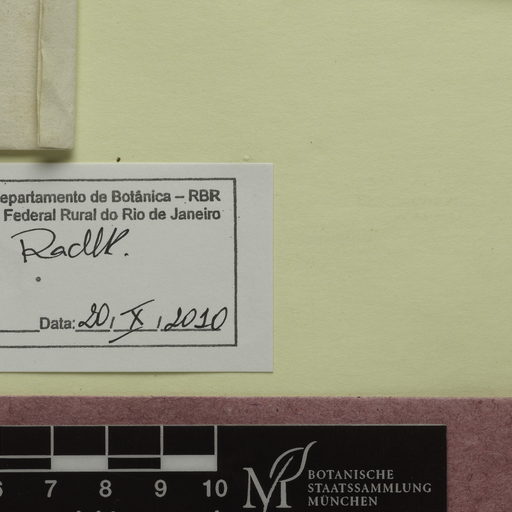 epartamento de Botânica – RBR
Federal Rural do Rio de Janeiro
Radlk.
Data: 20, X, 2010
6 7 8 9 10
M
BOTANISCHE
STAATSSAMMLUNG
MÜNCHEN